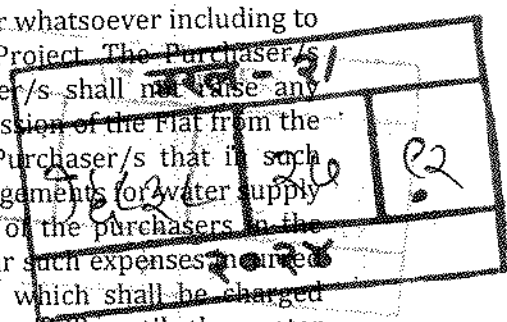 r whatsoever including to
Project. The Purchaser/s
er/s shall not raise any
ssion of the Flat from the
Purchaser/s that in such
gements for water supply
of the purchasers in the
r such expenses incurred
which shall be charged
२०२४